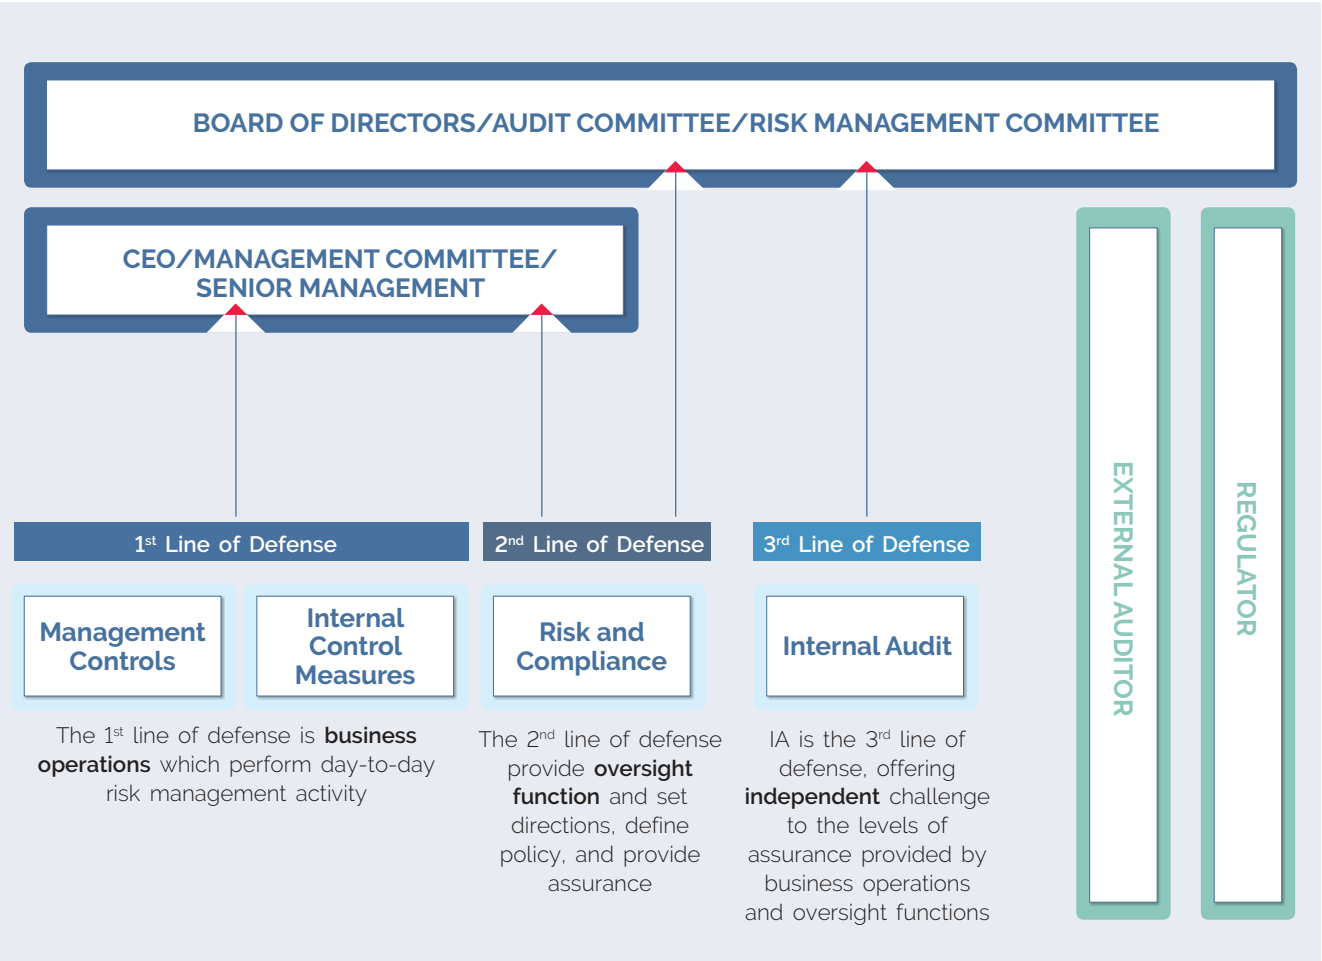 BOARD OF DIRECTORS/AUDIT COMMITTEE/RISK MANAGEMENT COMMITTEE
CEO/MANAGEMENT COMMITTEE/
SENIOR MANAGEMENT
1st Line of Defense
2nd Line of Defense
3rd Line of Defense
Management
Controls
Internal
Control
Measures
Risk and
Compliance
Internal Audit
The 1st line of defense is business
operations which perform day-to-day
risk management activity
The 2nd line of defense
provide oversight
function and set
directions, define
policy, and provide
assurance
IA is the 3rd line of
defense, offering
independent challenge
to the levels of
assurance provided by
business operations
and oversight functions
EXTERNAL AUDITOR
REGULATOR